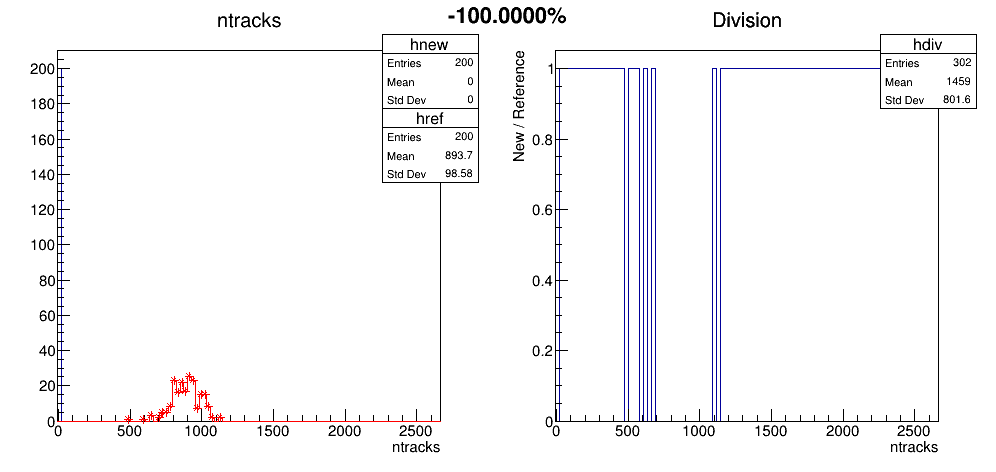 -100.0000%
ntracks
hnew
Entries 200
Mean 0
Std Dev 0
href
Entries 200
Mean 893.7
Std Dev 98.58
200
180
160
140
120
100
80
60
40
20
0
0 500 1000 1500 2000 2500
ntracks
Division
hdiv
Entries 302
Mean 1459
Std Dev 801.6
New / Reference
1
0.8
0.6
0.4
0.2
0
0 500 1000 1500 2000 2500
ntracks